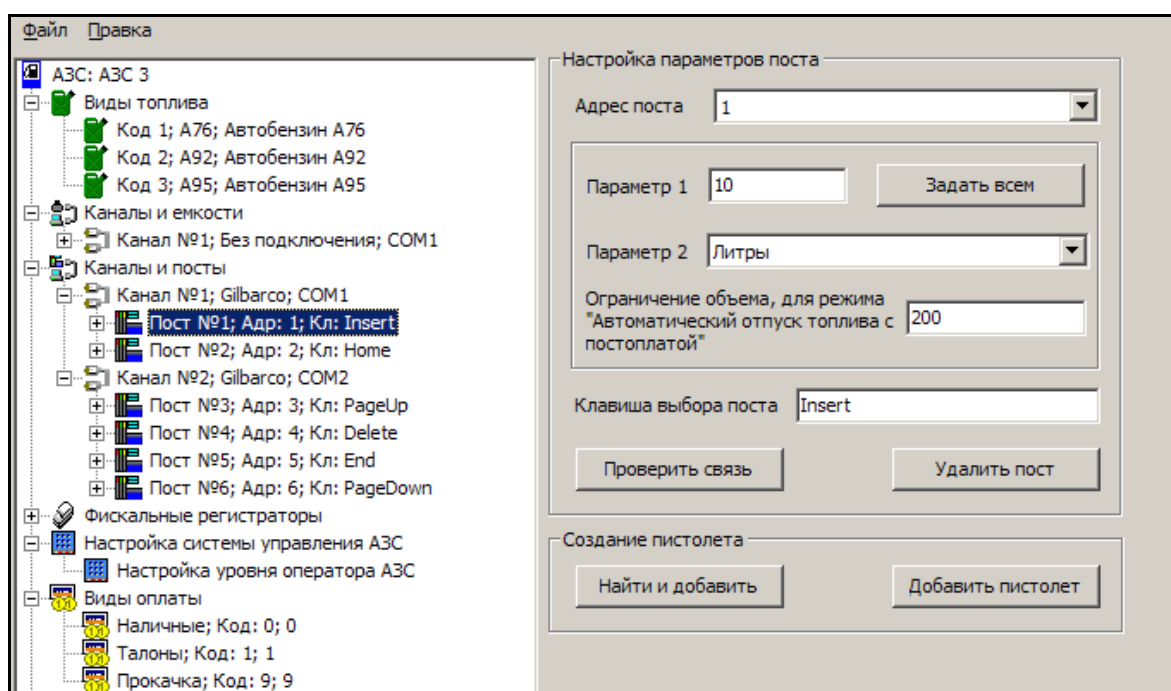 Файл Правка
АЗС: АЗС 3
Виды топлива
Код 1; А76; Автобензин А76
Код 2; А92; Автобензин А92
Код 3; А95; Автобензин А95
Каналы и емкости
Канал №1; Без подключения; COM1
Каналы и посты
Канал №1; Gilbarco; COM1
Пост №1; Адр: 1; Кл: Insert
Пост №2; Адр: 2; Кл: Home
Канал №2; Gilbarco; COM2
Пост №3; Адр: 3; Кл: PageUp
Пост №4; Адр: 4; Кл: Delete
Пост №5; Адр: 5; Кл: End
Пост №6; Адр: 6; Кл: PageDown
Фискальные регистраторы
Настройка системы управления АЗС
Настройка уровня оператора АЗС
Виды оплаты
Наличные; Код: 0; 0
Талоны; Код: 1; 1
Прокачка; Код: 9; 9
Настройка параметров поста
Адрес поста 1
Параметр 1 10 Задать всем
Параметр 2 Литры
Ограничение объема, для режима
"Автоматический отпуск топлива с 200
постоплатой"
Клавиша выбора поста Insert
Проверить связь Удалить пост
Создание пистолета
Найти и добавить Добавить пистолет